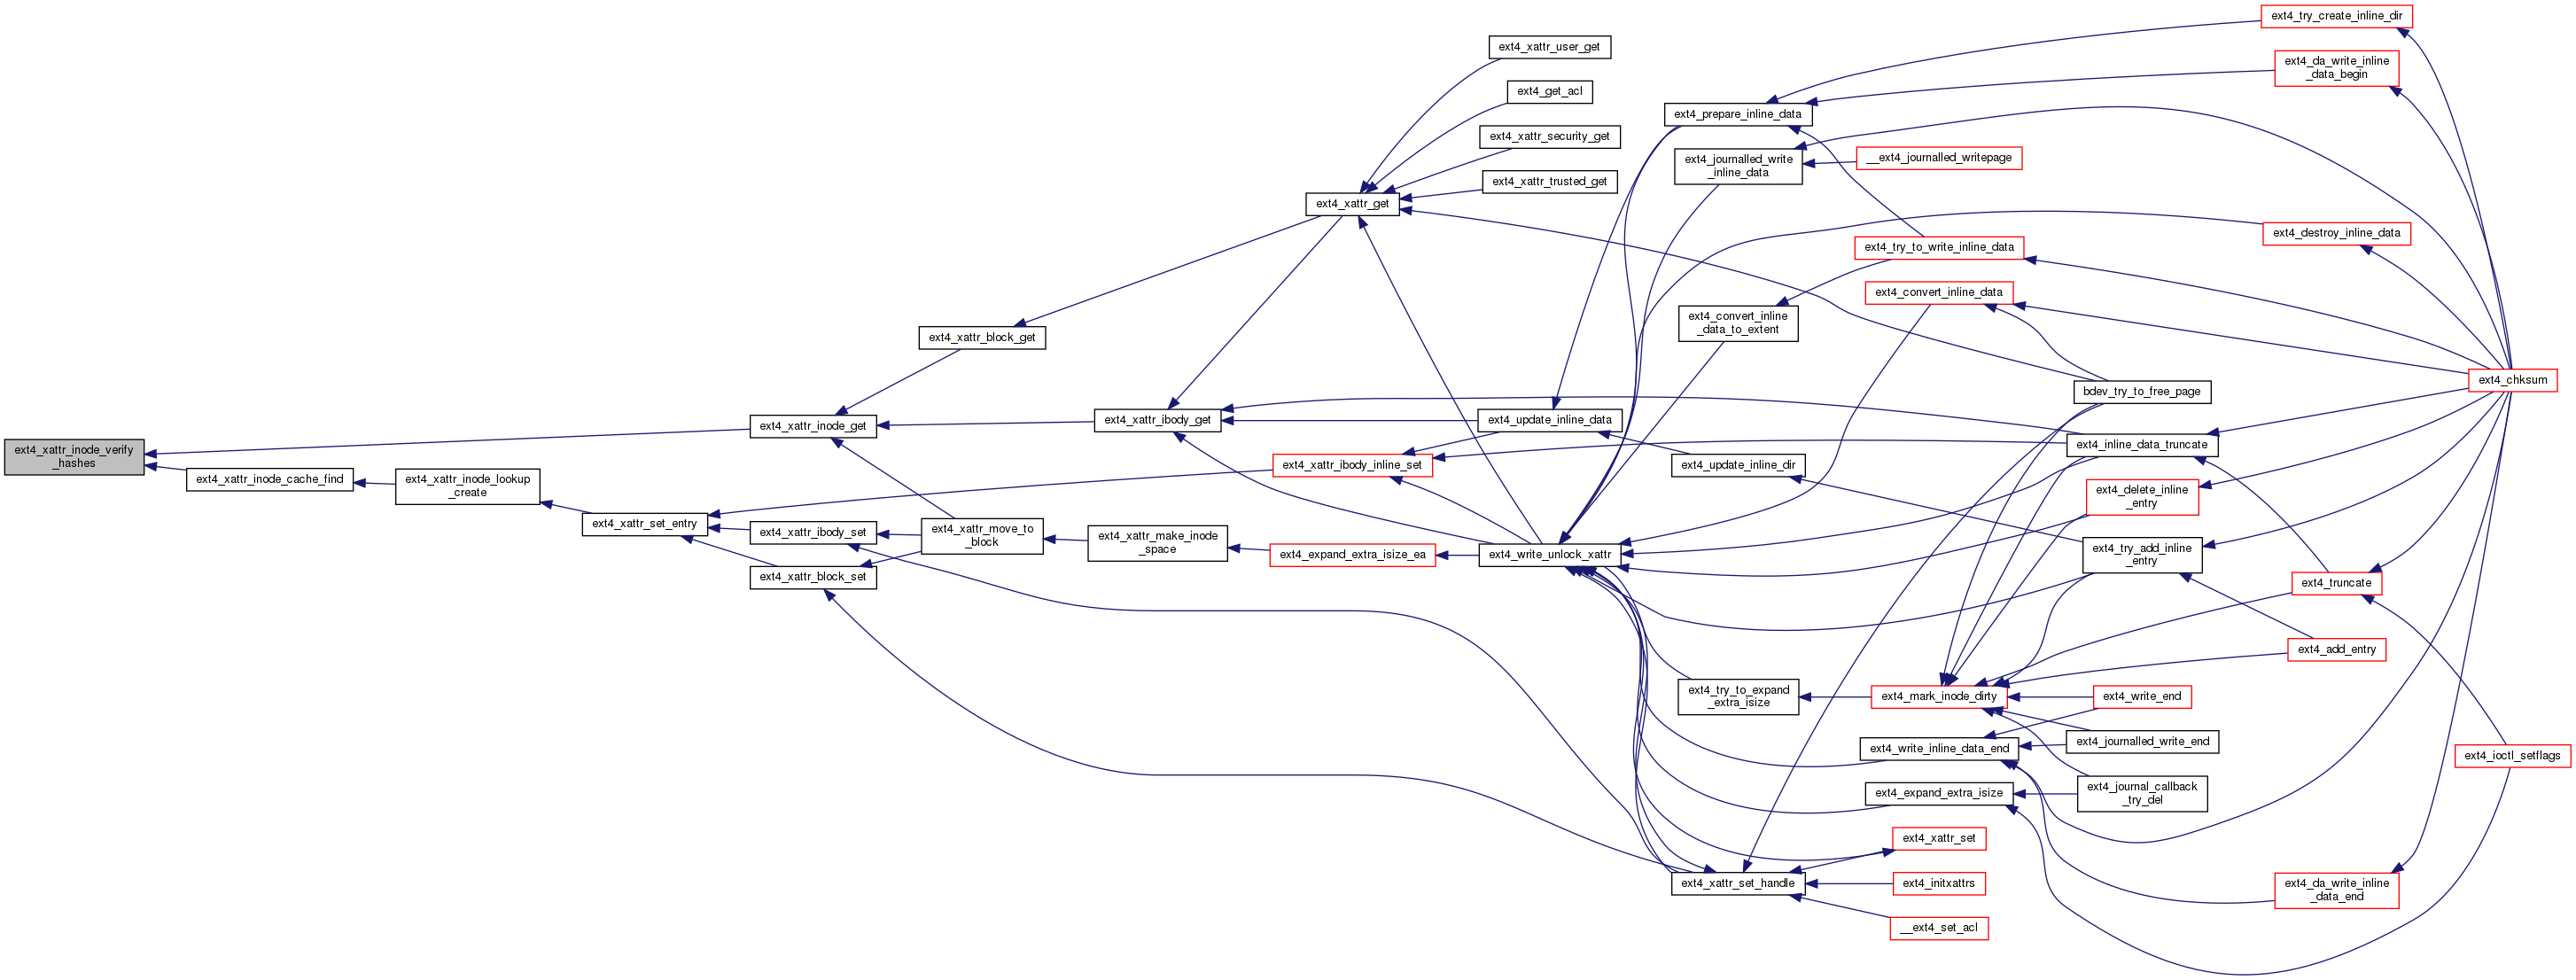 ext4_xattr_inode_verify
_hashes
ext4_xattr_inode_get
ext4_xattr_inode_cache_find
ext4_xattr_inode_lookup
_create
ext4_xattr_set_entry
ext4_xattr_ibody_set
ext4_xattr_block_set
ext4_xattr_block_get
ext4_xattr_move_to
_block
ext4_xattr_ibody_get
ext4_xattr_make_inode
_space
ext4_xattr_get
ext4_xattr_ibody_inline_set
ext4_expand_extra_isize_ea
ext4_xattr_user_get
ext4_get_acl
ext4_xattr_security_get
ext4_xattr_trusted_get
ext4_update_inline_data
ext4_write_unlock_xattr
ext4_prepare_inline_data
ext4_journalled_write
_inline_data
ext4_convert_inline
_data_to_extent
ext4_update_inline_dir
ext4_try_to_expand
_extra_isize
ext4_xattr_set_handle
__ext4_journalled_writepage
ext4_try_to_write_inline_data
ext4_convert_inline_data
ext4_mark_inode_dirty
ext4_write_inline_data_end
ext4_expand_extra_isize
ext4_xattr_set
ext4_initxattrs
__ext4_set_acl
bdev_try_to_free_page
ext4_inline_data_truncate
ext4_delete_inline
_entry
ext4_try_add_inline
_entry
ext4_write_end
ext4_journalled_write_end
ext4_journal_callback
_try_del
ext4_try_create_inline_dir
ext4_da_write_inline
_data_begin
ext4_destroy_inline_data
ext4_truncate
ext4_add_entry
ext4_da_write_inline
_data_end
ext4_chksum
ext4_ioctl_setflags